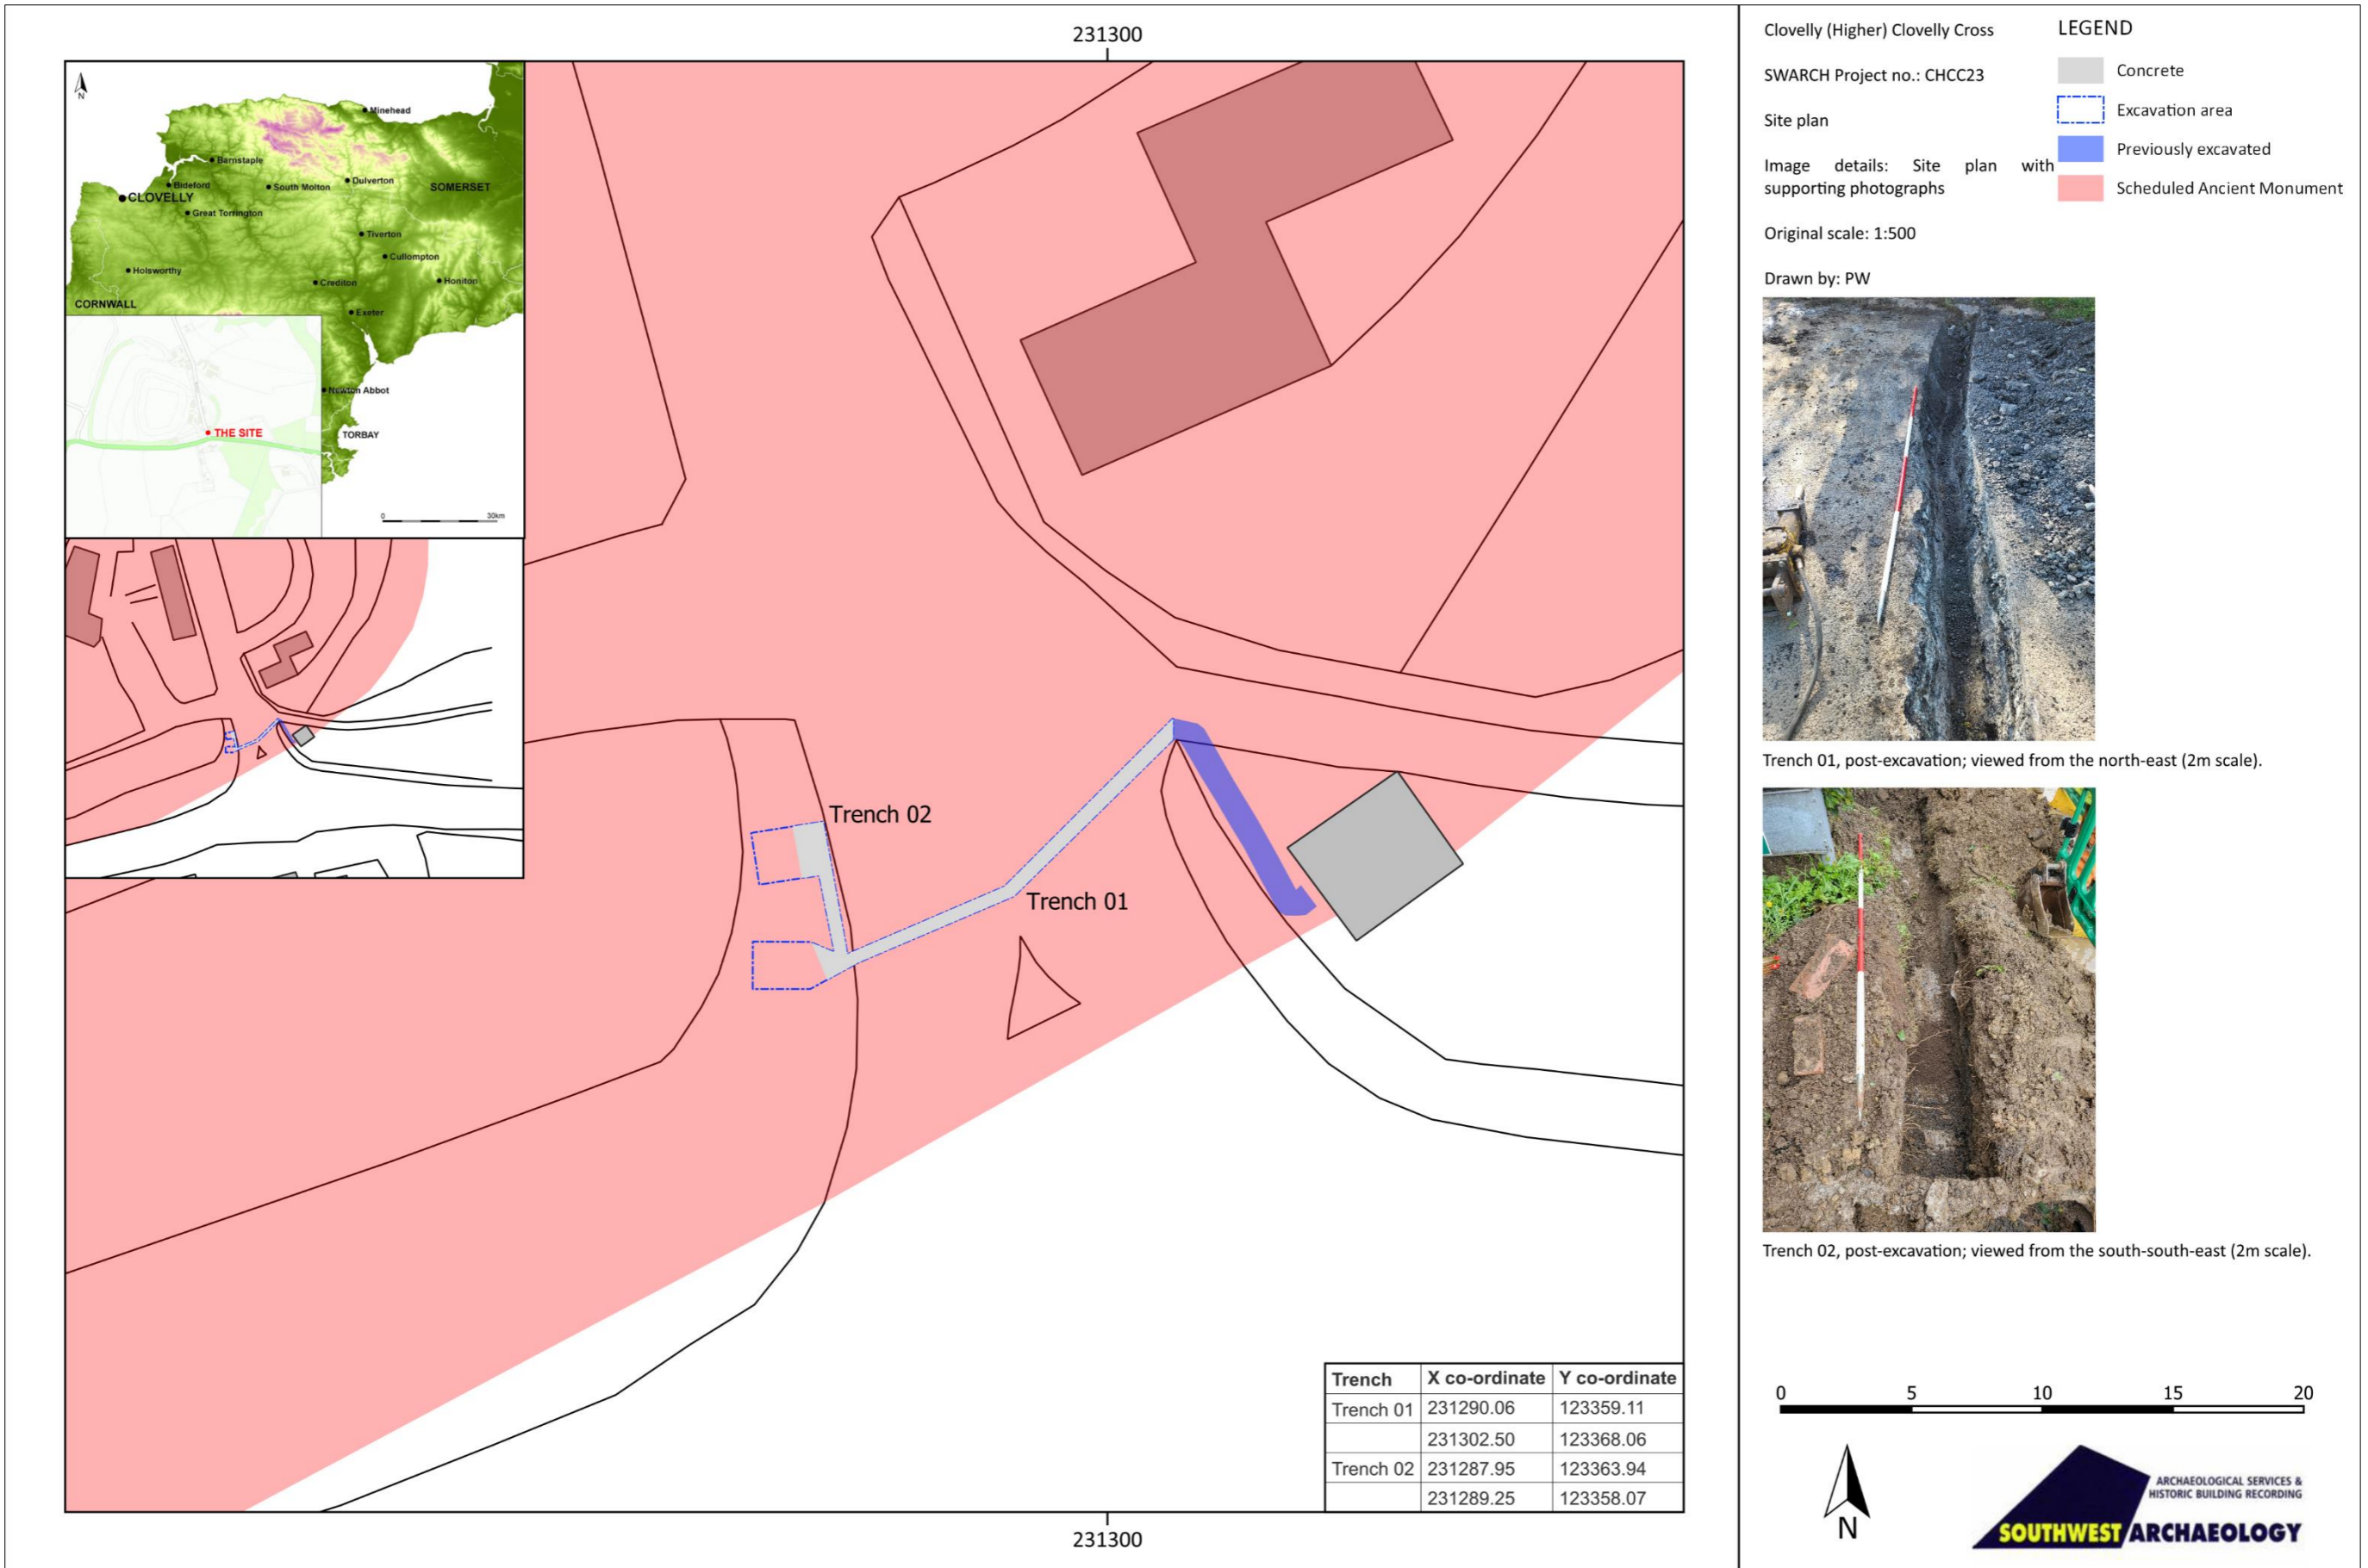 231300
N
Minehead
Barnstaple
Bideford
CLOVELLY
South Molton
Dulverton
SOMERSET
Great Torrington
Tiverton
Cullompton
Holsworthy
Crediton
Honiton
CORNWALL
Exeter
Newton Abbot
THE SITE
TORBAY
0 30km
Trench 02
Trench 01
Trench X co-ordinate Y co-ordinate
Trench 01 231290.06 123359.11
231302.50 123368.06
Trench 02 231287.95 123363.94
231289.25 123358.07
231300
Clovelly (Higher) Clovelly Cross
SWARCH Project no.: CHCC23
Site plan
Image details: Site plan with
supporting photographs
Original scale: 1:500
Drawn by: PW
LEGEND
Concrete
Excavation area
Previously excavated
Scheduled Ancient Monument
Trench 01, post-excavation; viewed from the north-east (2m scale).
Trench 02, post-excavation; viewed from the south-south-east (2m scale).
0 5 10 15 20
N
ARCHAEOLOGICAL SERVICES &
HISTORIC BUILDING RECORDING
SOUTHWEST ARCHAEOLOGY